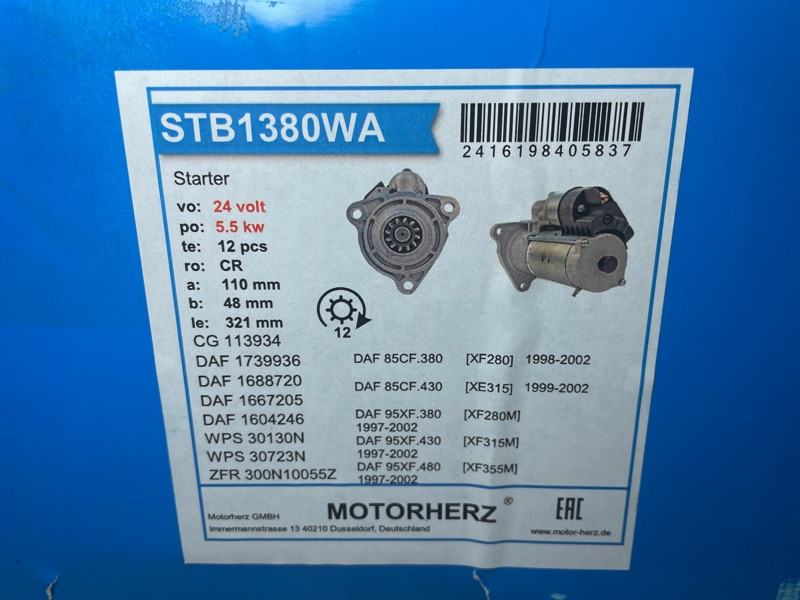 STB1380WA
2416198405837
Starter
vo: 24 volt
po: 5.5 kw
te: 12 pcs
ro: CR
a: 110 mm
b: 48 mm
le: 321 mm
12
CG 113934
DAF 1739936
DAF 1688720
DAF 1667205
DAF 1604246
WPS 30130N
WPS 30723N
ZFR 300N10055Z
DAF 85CF.380 [XF280] 1998-2002
DAF 85CF.430 [XE315] 1999-2002
DAF 95XF.380 [XF280M]
1997-2002
DAF 95XF.430 [XF315M]
1997-2002
DAF 95XF.480 [XF355M]
1997-2002
Motorherz GMBH
MOTORHERZ ®
EAC
Immermannstrasse 13 40210 Dusseldorf, Deutschland
www.motor-herz.de